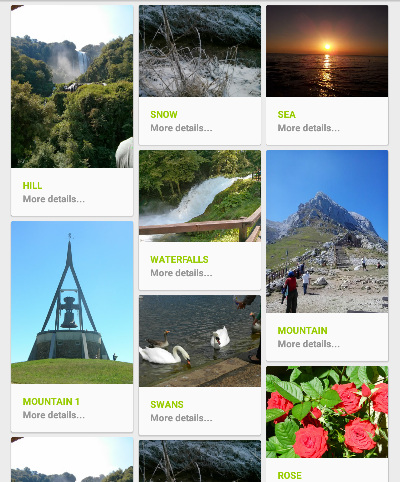 HILL
More details...
MOUNTAIN 1
More details...
SNOW
More details...
WATERFALLS
More details...
SWANS
More details...
SEA
More details...
MOUNTAIN
More details...
ROSE